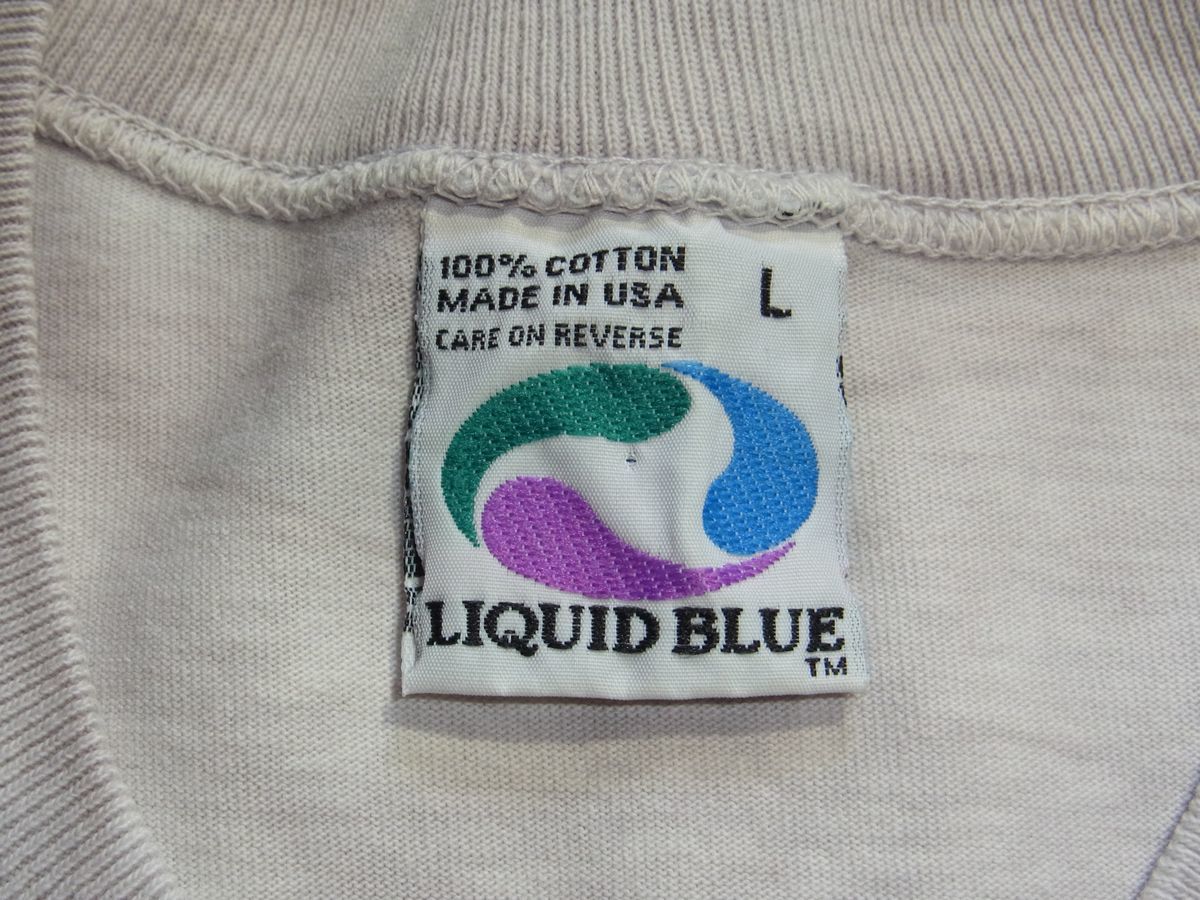 100% COTTON
MADE IN USA
L
CARE ON REVERSE
LIQUID BLUE
TM